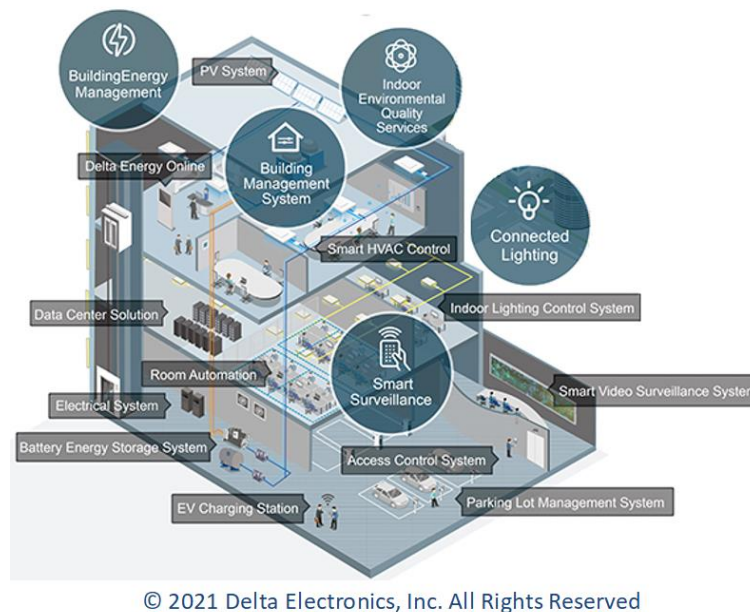 BuildingEnergy
Management
PV System
Indoor
Environmental
Quality
Services
Delta Energy Online
Building
Management
System
Connected
Lighting
Smart HVAC Control
Data Center Solution
Indoor Lighting Control System
Room Automation
Smart
Surveillance
Smart Video Surveillance System
Electrical System
Battery Energy Storage System
Access Control System
EV Charging Station
Parking Lot Management System
© 2021 Delta Electronics, Inc. All Rights Reserved